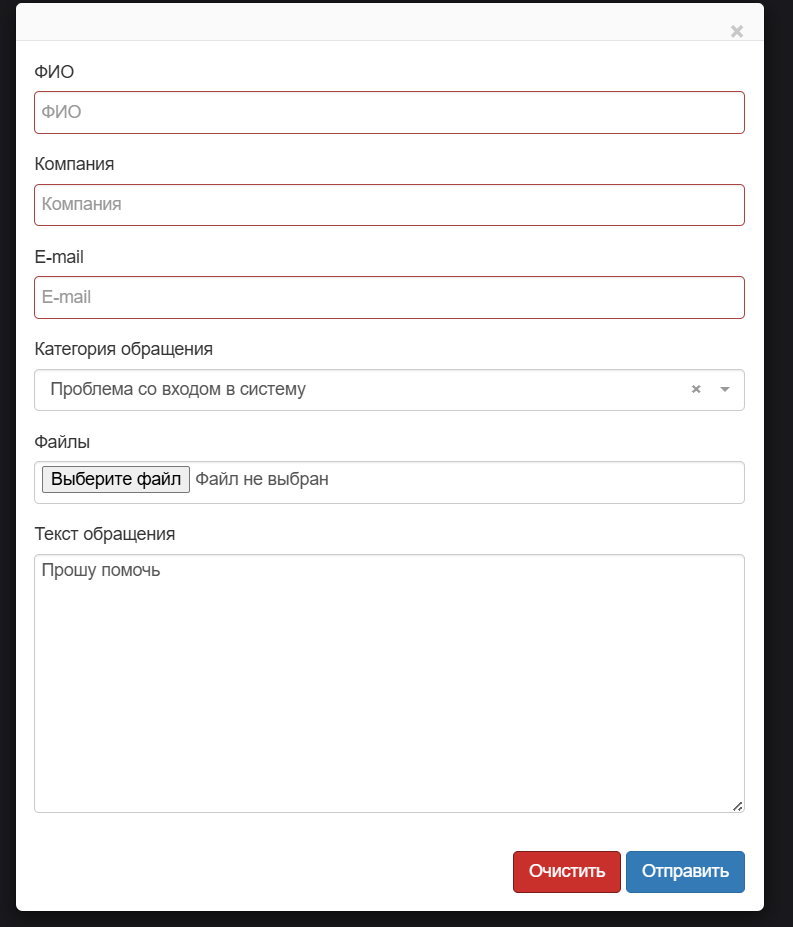 ×
ФИО
ФИО
Компания
Компания
E-mail
E-mail
Категория обращения
Проблема со входом в систему ×
Файлы
Выберите файл Файл не выбран
Текст обращения
Прошу помочь
Очистить Отправить